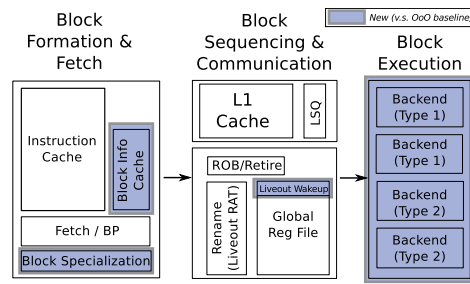 New (v.s. OoO baseline)
Block
Formation &
Fetch
Instruction
Cache
Block Info
Cache
Fetch / BP
Block Specialization
Block
Sequencing &
Communication
L1
Cache
LSQ
ROB/Retire
Rename
(Liveout RAT)
Liveout Wakeup
Global
Reg File
Block
Execution
Backend
(Type 1)
Backend
(Type 1)
Backend
(Type 2)
Backend
(Type 2)